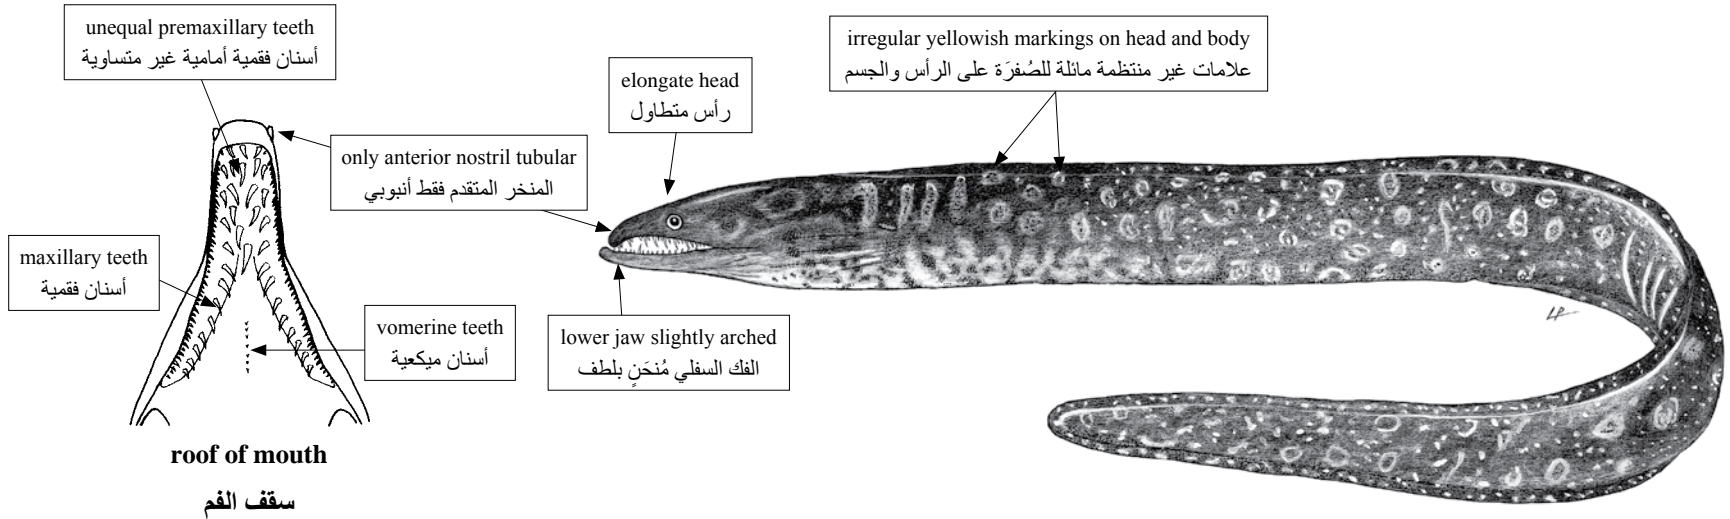 unequal premaxillary teeth
أسنان فقمية أمامية غير متساوية
irregular yellowish markings on head and body
علامات غير منتظمة مائلة للصُفرَة على الرأس والجسم
elongate head
رأس متطاول
only anterior nostril tubular
المنخر المتقدم فقط أنبوبي
maxillary teeth
أسنان فقمية
vomerine teeth
أسنان ميكعية
lower jaw slightly arched
الفك السفلي مُنحَنٍ بلطف
roof of mouth
سقف الفم